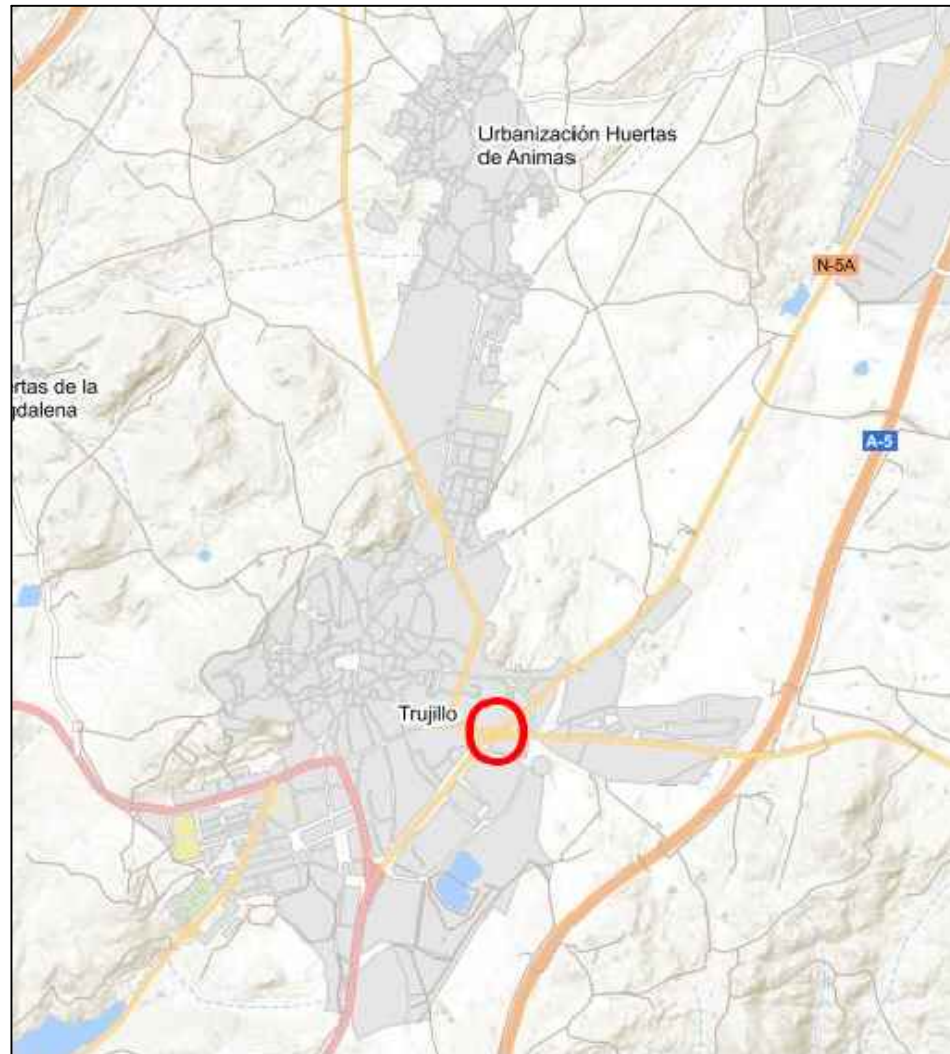 Urbanización Huertas
de Animas
N-5A
rtas de la
gdalena
A-5
Trujillo